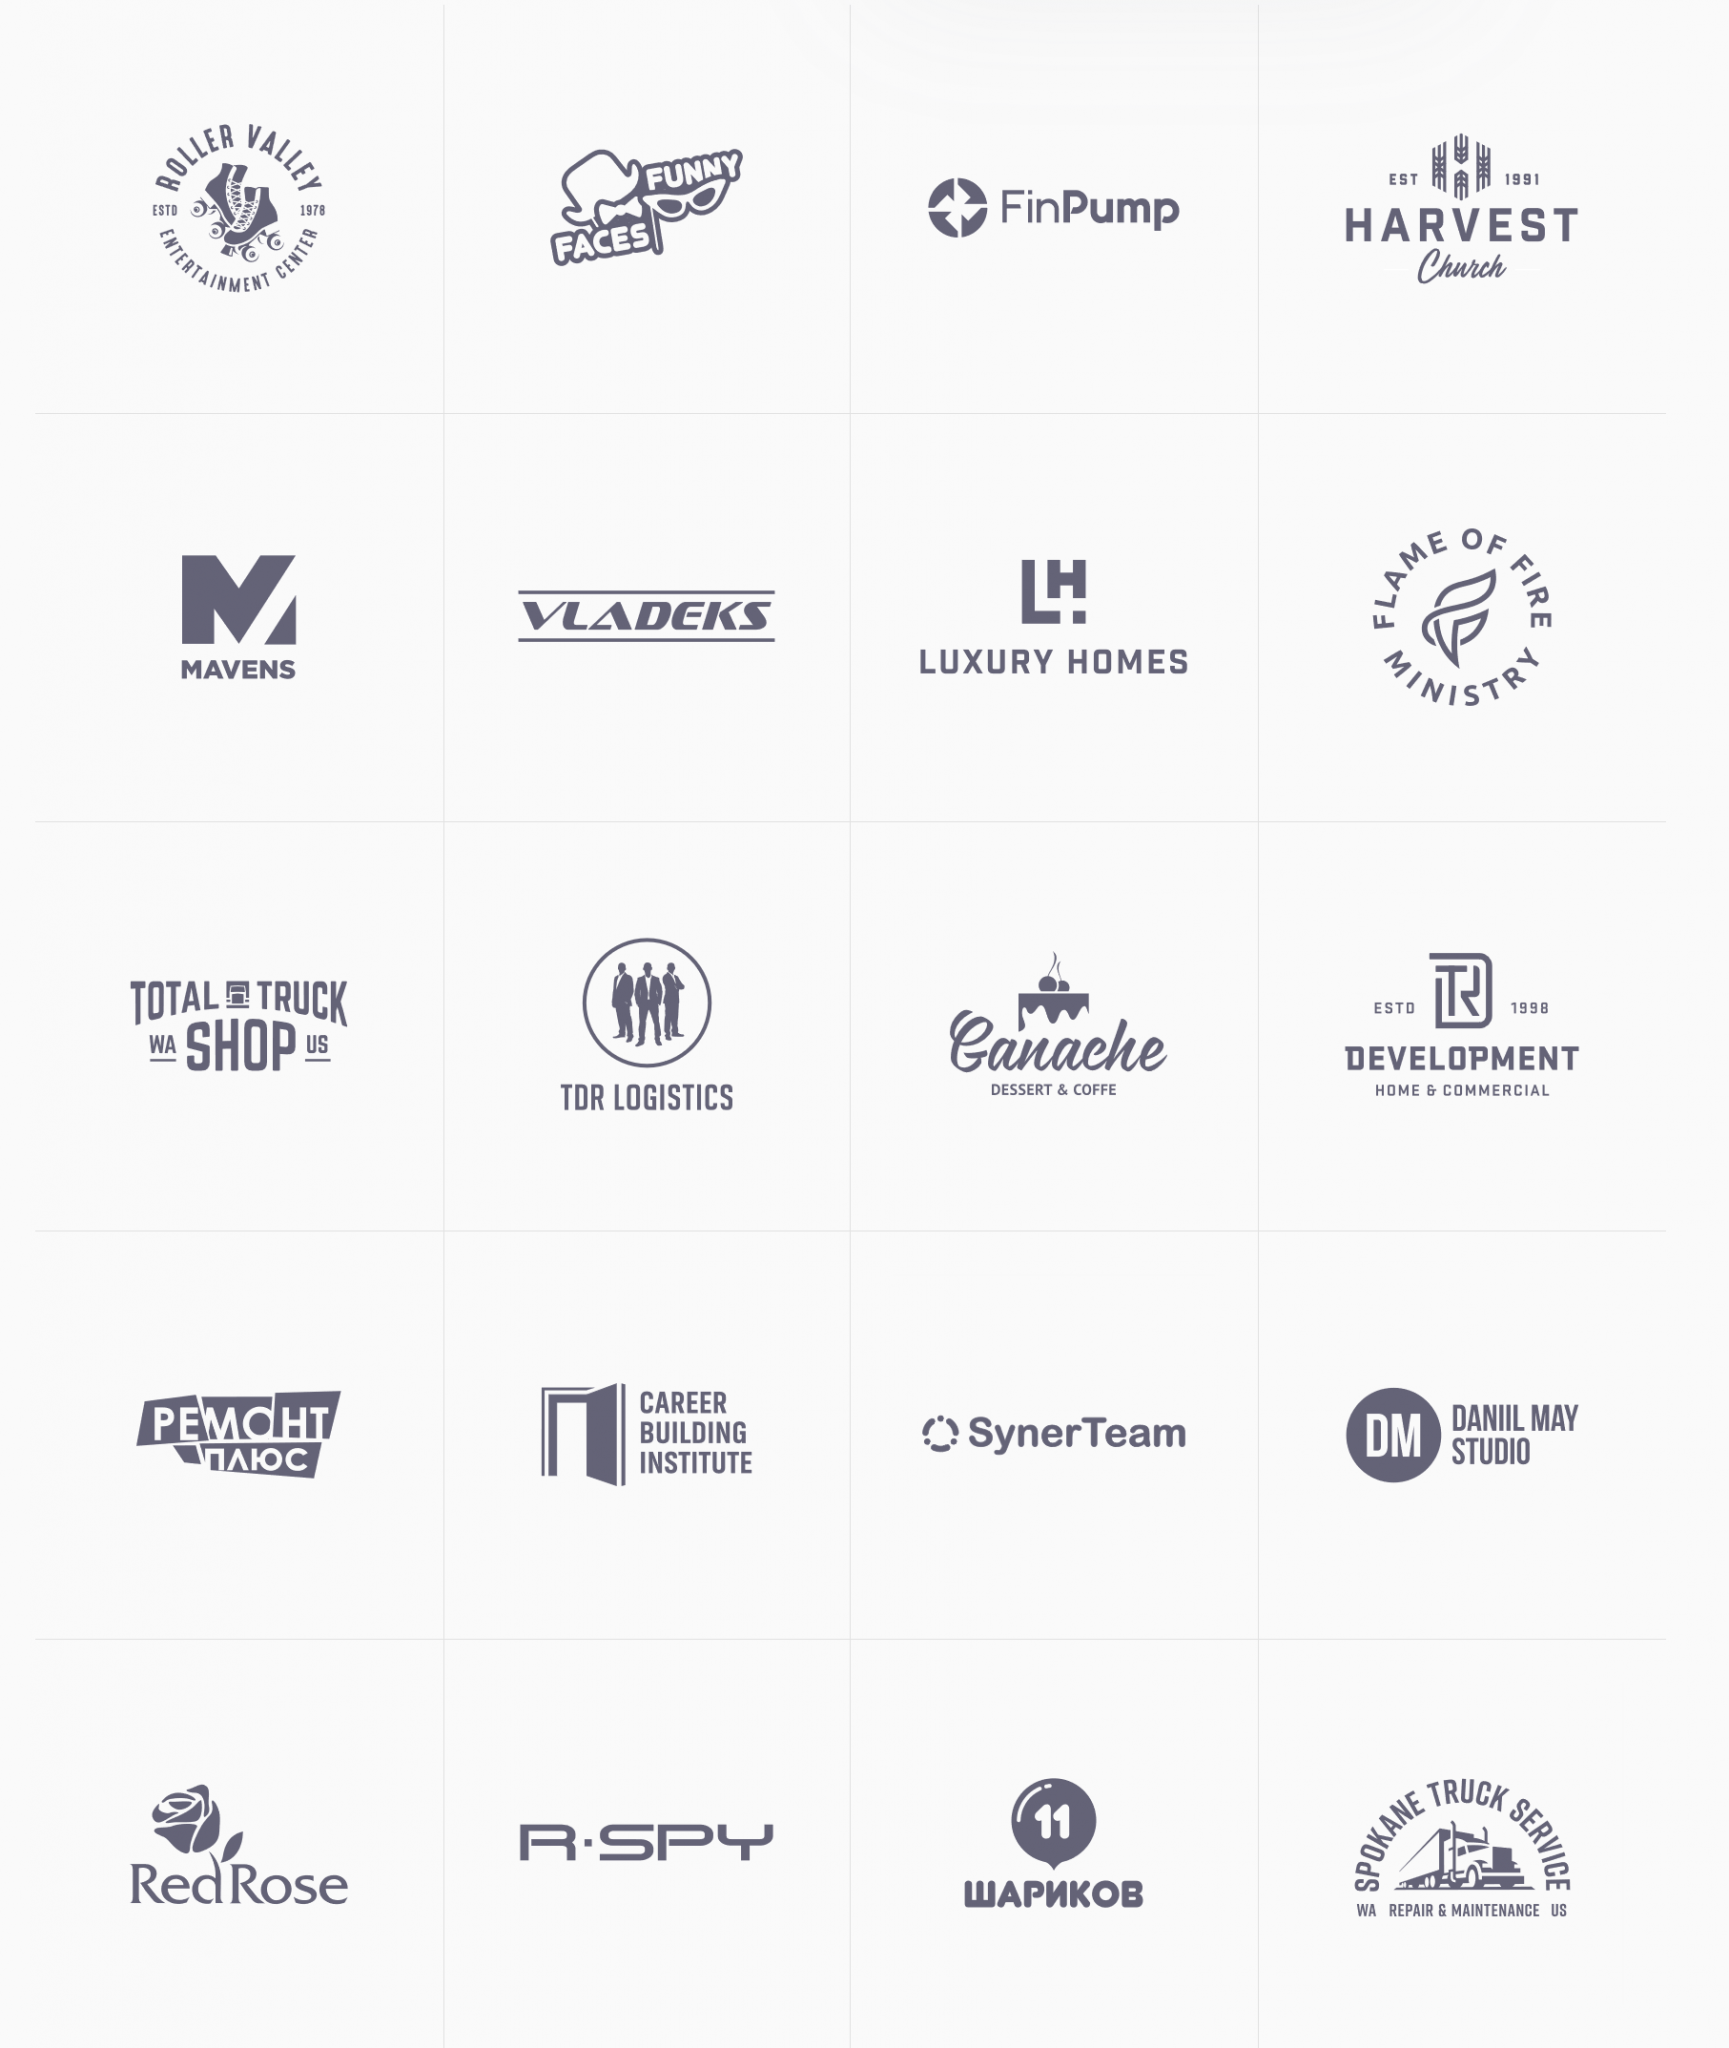 ROLLER VALLEY
ESTD 1978
ENTERTAINMENT CENTER
FUNNY
FACES
FinPump
EST 1991
HARVEST
Church
M
MAVENS
VLADEKS
LH
LUXURY HOMES
FLAME OF FIRE
MINISTRY
TOTAL TRUCK
WA SHOP US
TDR LOGISTICS
Ganache
DESSERT & COFFE
ESTD TRD 1998
DEVELOPMENT
HOME & COMMERCIAL
РЕМОНТ
ПЛЮС
CAREER
BUILDING
INSTITUTE
SynerTeam
DM
DANIIL MAY
STUDIO
RedRose
R·SPY
11
ШАРИКОВ
SPOKANE TRUCK SERVICE
WA REPAIR & MAINTENANCE US